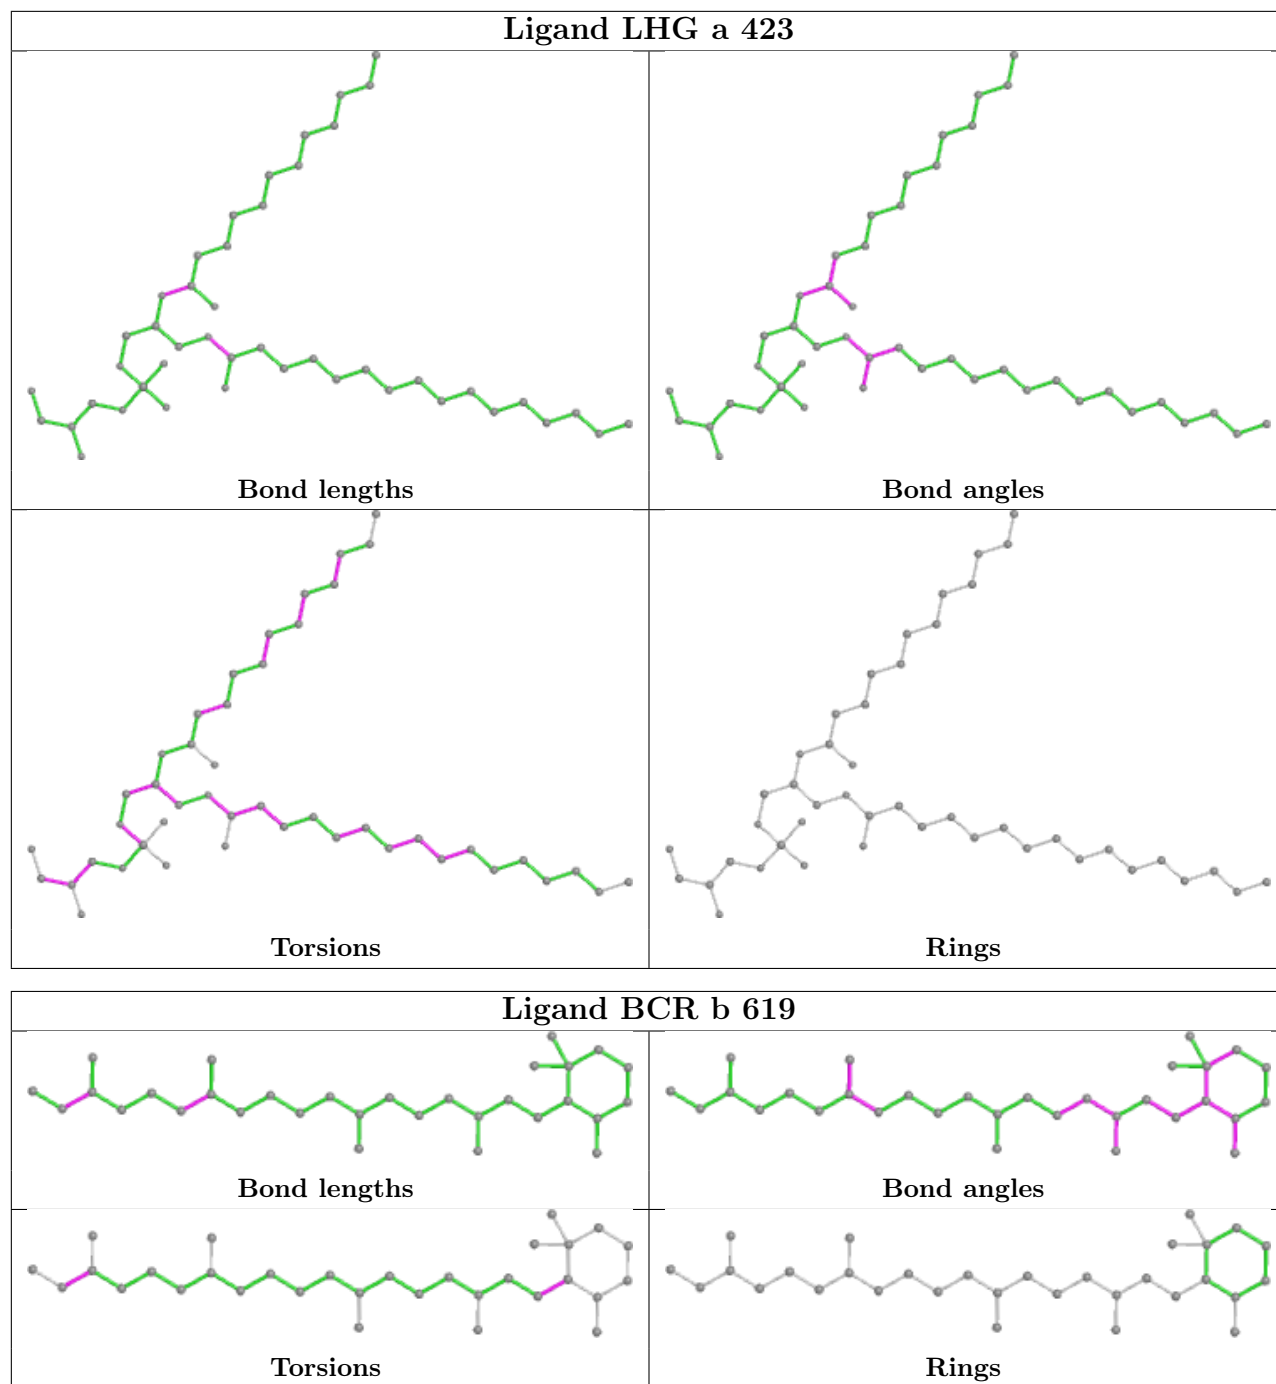 Ligand LHG a 423
Bond lengths
Bond angles
Torsions
Rings
Ligand BCR b 619
Bond lengths
Bond angles
Torsions
Rings